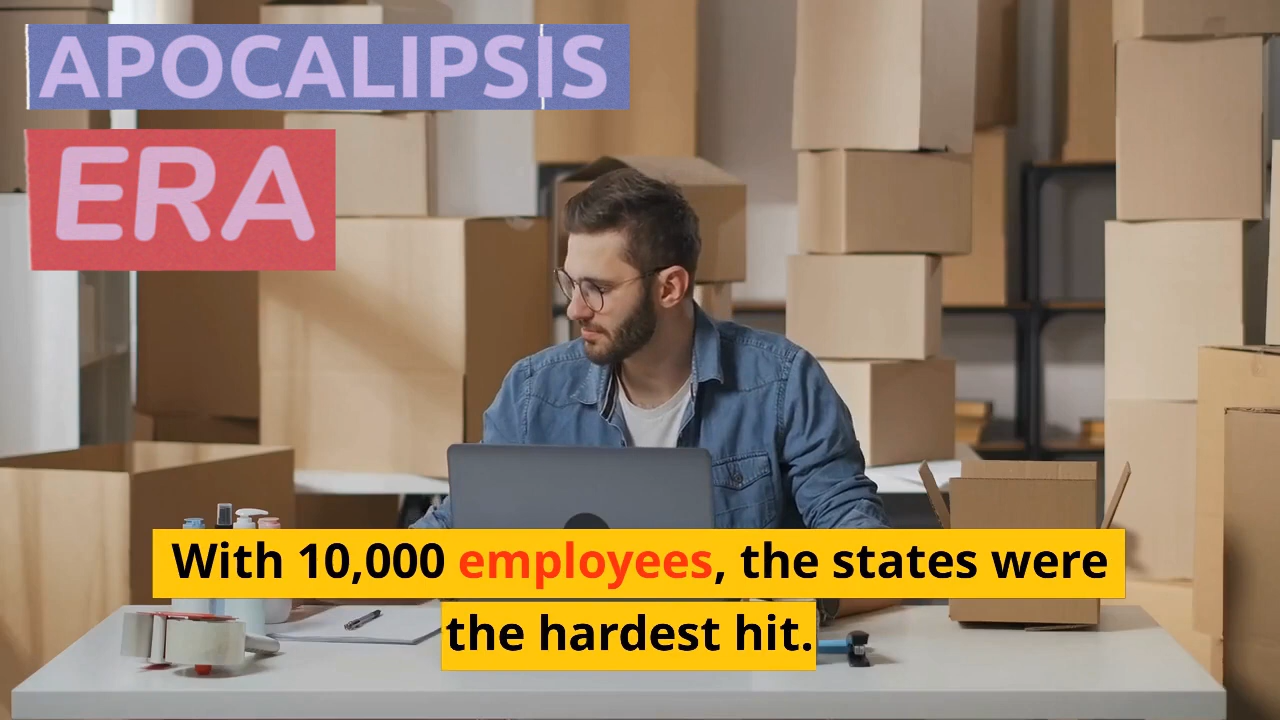 APOCALIPSIS
ERA
With 10,000 employees, the states were
the hardest hit.